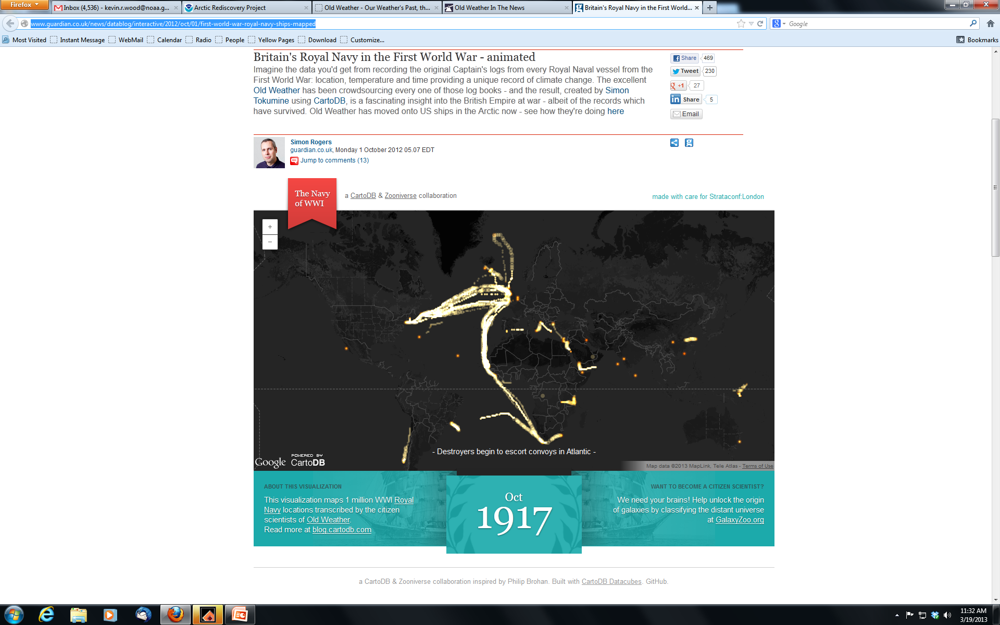 Firefox
Inbox (4,536) - kevin.r.wood@noaa.g...
Arctic Rediscovery Project
Old Weather - Our Weather's Past, th...
Old Weather In The News
Britain's Royal Navy in the First World...
www.guardian.co.uk/news/datablog/interactive/2012/oct/01/first-world-war-royal-navy-ships-mapped
Google
Most Visited Instant Message WebMail Calendar Radio People Yellow Pages Download Customize... Bookmarks
Britain's Royal Navy in the First World War - animated
Imagine the data you'd get from recording the original Captain's logs from every Royal Naval vessel from the
First World War: location, temperature and time providing a unique record of climate change. The excellent
Old Weather has been crowdsourcing every one of those log books - and the result, created by Simon
Tokumine using CartoDB, is a fascinating insight into the British Empire at war - albeit of the records which
have survived. Old Weather has moved onto US ships in the Arctic now - see how they're doing here
Share 469
Tweet 230
+1 27
Share 5
Email
Simon Rogers
guardian.co.uk, Monday 1 October 2012 05.07 EDT
Jump to comments (13)
The Navy
of WWI
a CartoDB & Zooniverse collaboration
made with care for Strataconf:London
+
−
- Destroyers begin to escort convoys in Atlantic -
Google
POWERED BY
CartoDB
Map data ©2013 MapLink, Tele Atlas - Terms of Use
ABOUT THIS VISUALIZATION
This visualization maps 1 million WWI Royal
Navy locations transcribed by the citizen
scientists of Old Weather.
Read more at blog.cartodb.com
Oct
1917
WANT TO BECOME A CITIZEN SCIENTIST?
We need your brains! Help unlock the origin
of galaxies by classifying the distant universe
at GalaxyZoo.org
a CartoDB & Zooniverse collaboration inspired by Philip Brohan. Built with CartoDB Datacubes. GitHub.
11:32 AM
3/19/2013